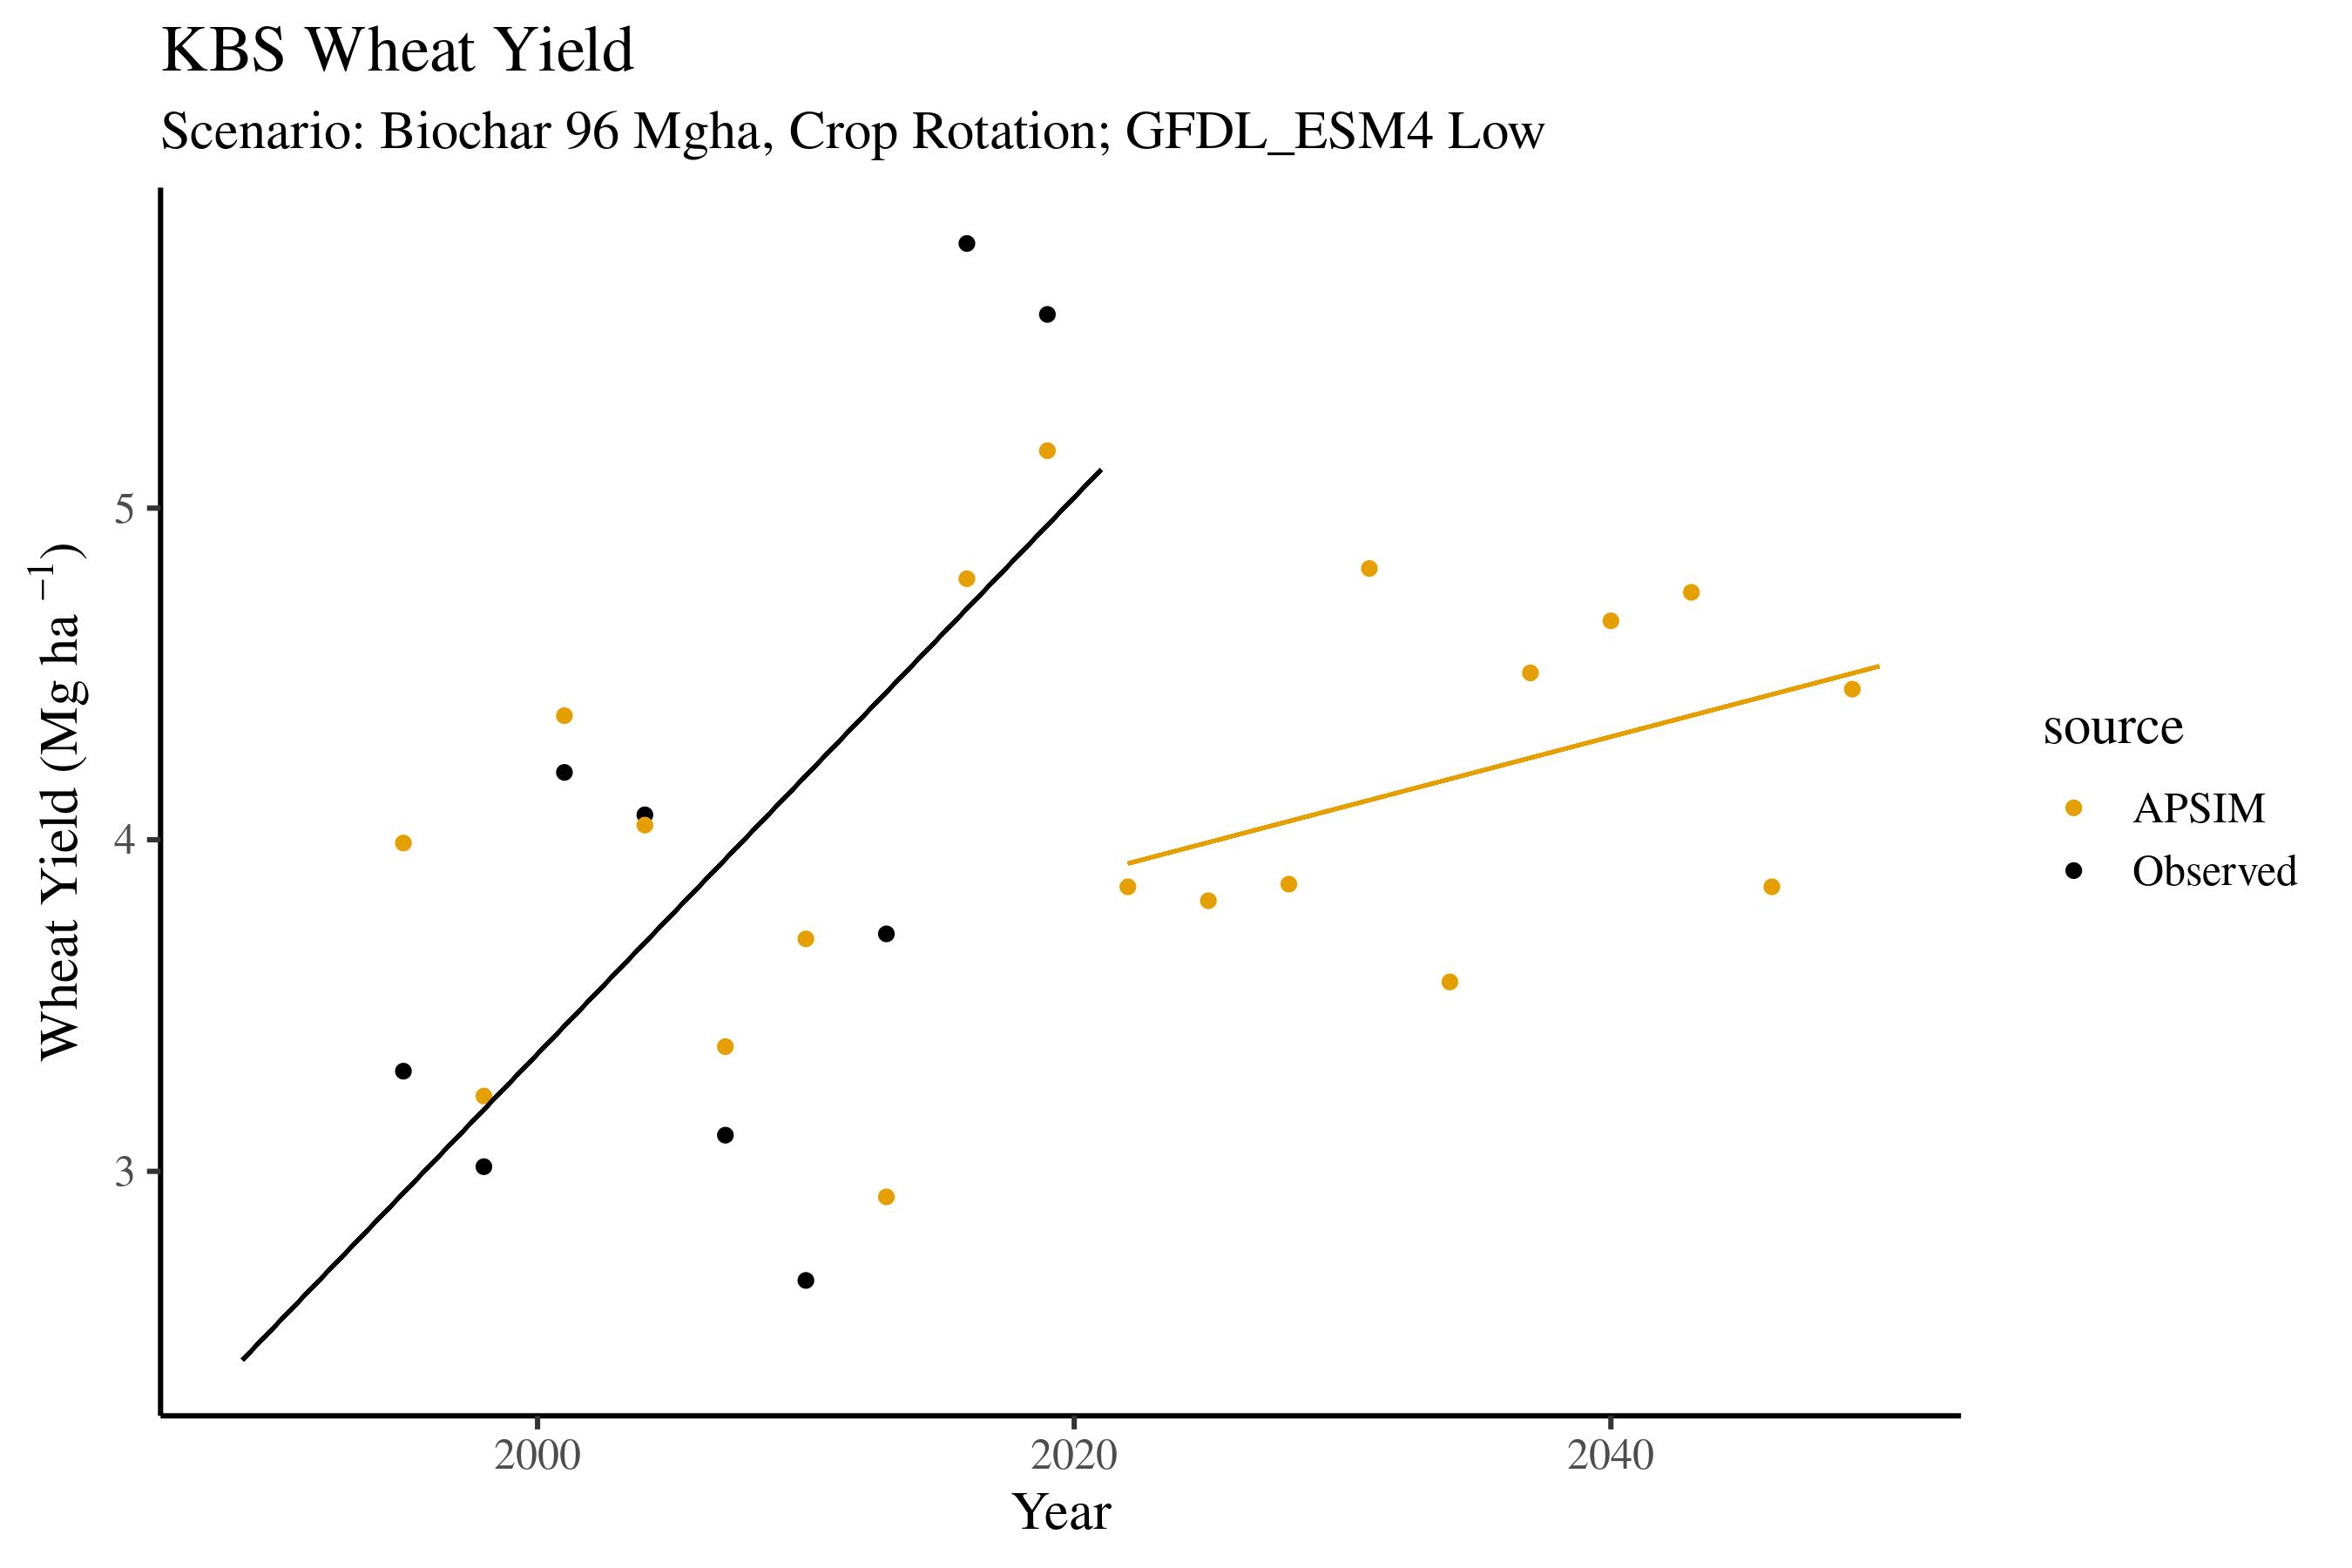 KBS Wheat Yield
Scenario: Biochar 96 Mgha, Crop Rotation; GFDL_ESM4 Low
Wheat Yield (Mg ha⁻¹)
5
4
3
2000
2020
2040
Year
source
APSIM
Observed